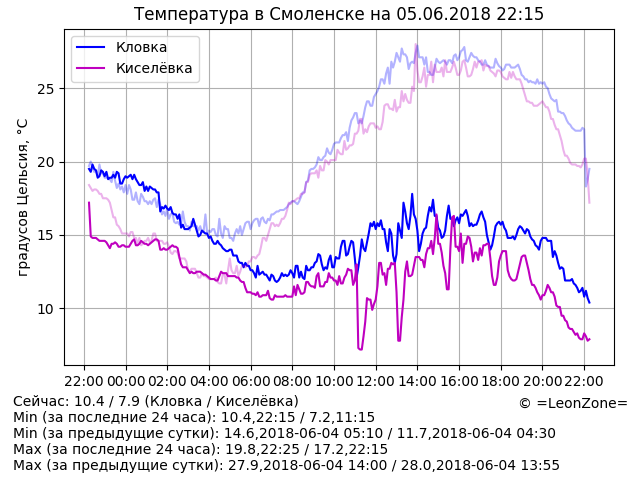 Температура в Смоленске на 05.06.2018 22:15
Кловка
Киселёвка
градусов Цельсия, °C
25
20
15
10
22:00 00:00 02:00 04:00 06:00 08:00 10:00 12:00 14:00 16:00 18:00 20:00 22:00
Сейчас: 10.4 / 7.9 (Кловка / Киселёвка)
© =LeonZone=
Min (за последние 24 часа): 10.4,22:15 / 7.2,11:15
Min (за предыдущие сутки): 14.6,2018-06-04 05:10 / 11.7,2018-06-04 04:30
Max (за последние 24 часа): 19.8,22:25 / 17.2,22:15
Max (за предыдущие сутки): 27.9,2018-06-04 14:00 / 28.0,2018-06-04 13:55